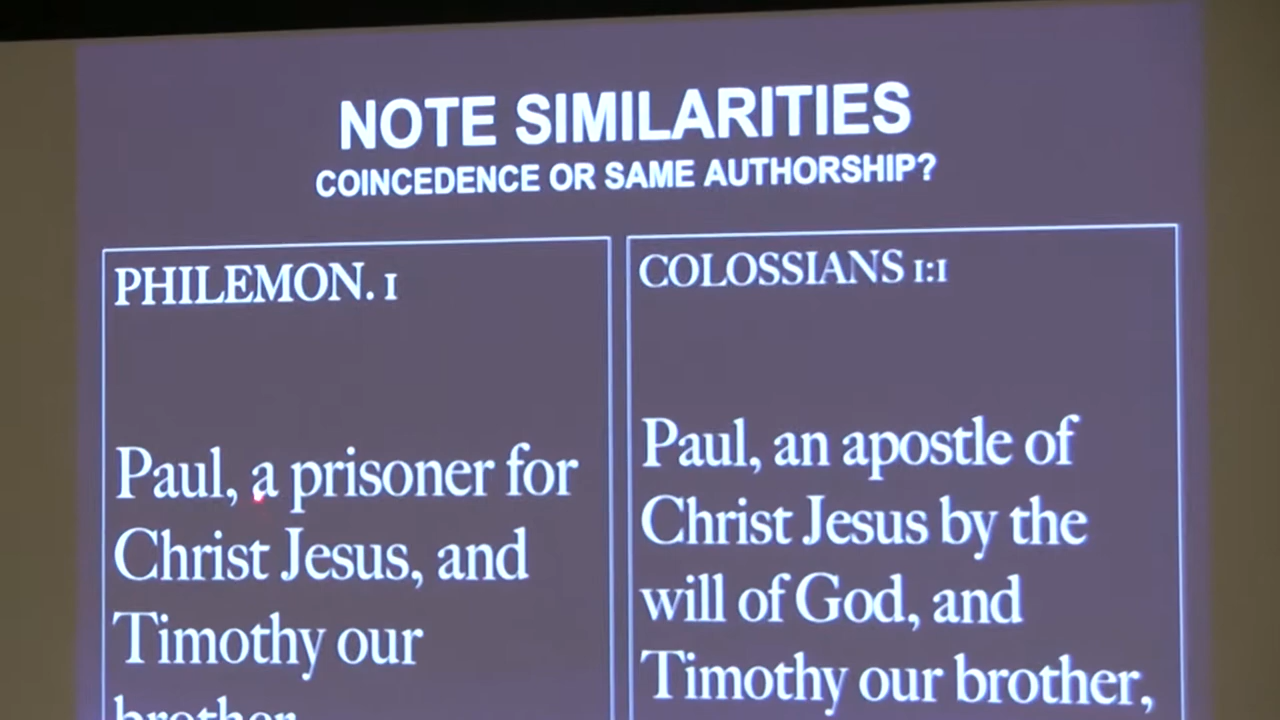 NOTE SIMILARITIES
COINCEDENCE OR SAME AUTHORSHIP?
PHILEMON. 1
Paul, a prisoner for
Christ Jesus, and
Timothy our
brother
COLOSSIANS 1:1
Paul, an apostle of
Christ Jesus by the
will of God, and
Timothy our brother,